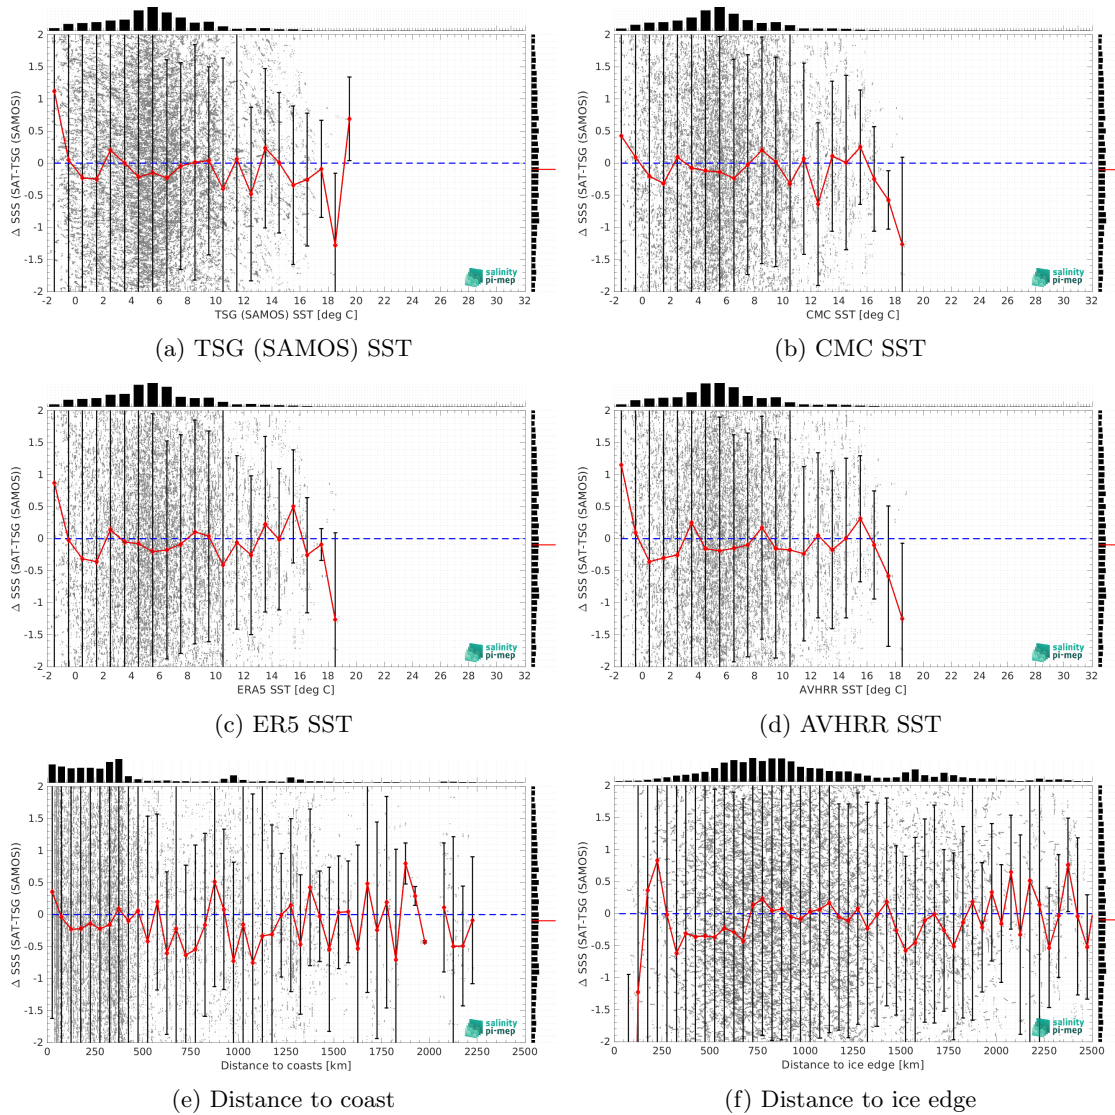 2
1.5
1
0.5
0
-0.5
-1
-1.5
-2
Δ SSS (SAT-TSG (SAMOS))
-2 0 2 4 6 8 10 12 14 16 18 20 22 24 26 28 30 32
TSG (SAMOS) SST [deg C]
salinity
pi-mep
(a) TSG (SAMOS) SST
2
1.5
1
0.5
0
-0.5
-1
-1.5
-2
Δ SSS (SAT-TSG (SAMOS))
-2 0 2 4 6 8 10 12 14 16 18 20 22 24 26 28 30 32
CMC SST [deg C]
salinity
pi-mep
(b) CMC SST
2
1.5
1
0.5
0
-0.5
-1
-1.5
-2
Δ SSS (SAT-TSG (SAMOS))
-2 0 2 4 6 8 10 12 14 16 18 20 22 24 26 28 30 32
ERA5 SST [deg C]
salinity
pi-mep
(c) ER5 SST
2
1.5
1
0.5
0
-0.5
-1
-1.5
-2
Δ SSS (SAT-TSG (SAMOS))
-2 0 2 4 6 8 10 12 14 16 18 20 22 24 26 28 30 32
AVHRR SST [deg C]
salinity
pi-mep
(d) AVHRR SST
2
1.5
1
0.5
0
-0.5
-1
-1.5
-2
Δ SSS (SAT-TSG (SAMOS))
0 250 500 750 1000 1250 1500 1750 2000 2250 2500
Distance to coasts [km]
salinity
pi-mep
(e) Distance to coast
2
1.5
1
0.5
0
-0.5
-1
-1.5
-2
Δ SSS (SAT-TSG (SAMOS))
0 250 500 750 1000 1250 1500 1750 2000 2250 2500
Distance to ice edge [km]
salinity
pi-mep
(f) Distance to ice edge